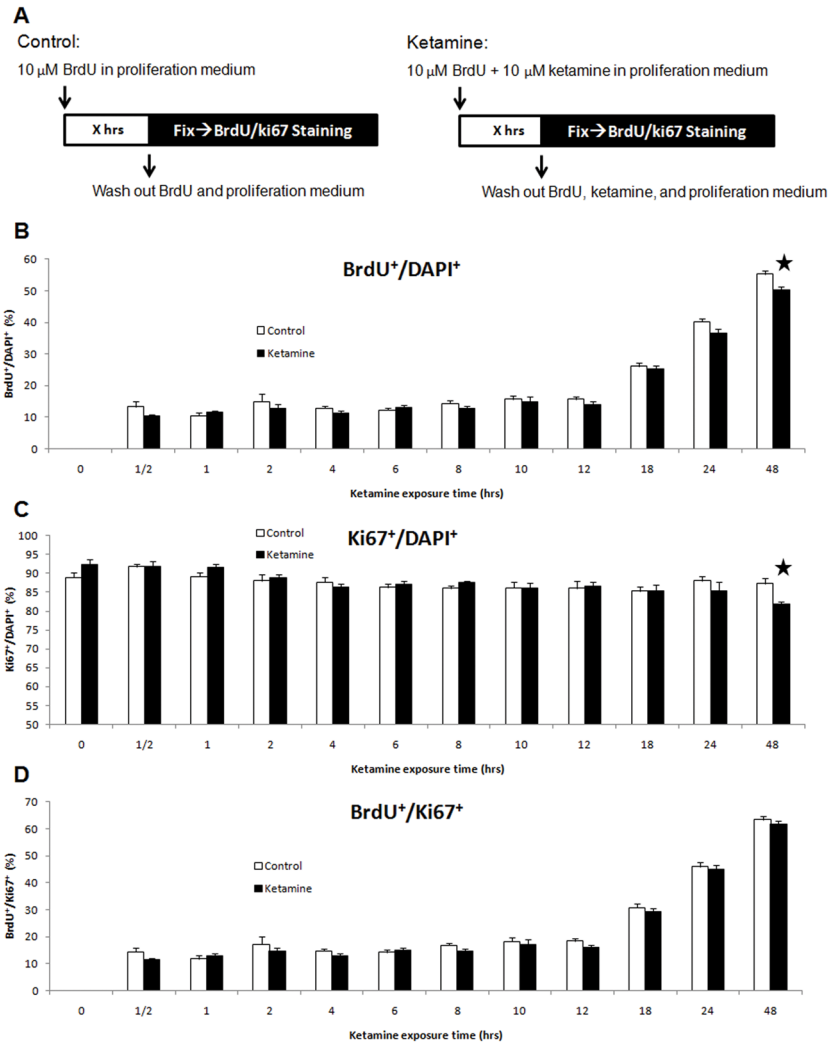 A
Control:
10 µM BrdU in proliferation medium
X hrs
Fix→BrdU/ki67 Staining
Wash out BrdU and proliferation medium
Ketamine:
10 µM BrdU + 10 µM ketamine in proliferation medium
X hrs
Fix→BrdU/ki67 Staining
Wash out BrdU, ketamine, and proliferation medium
B
BrdU⁺/DAPI⁺
BrdU⁺/DAPI⁺ (%)
60
50
40
30
20
10
0
Control
Ketamine
0 1/2 1 2 4 6 8 10 12 18 24 48
Ketamine exposure time (hrs)
C
Ki67⁺/DAPI⁺
Ki67⁺/DAPI⁺ (%)
100
95
90
85
80
75
70
65
60
55
50
Control
Ketamine
0 1/2 1 2 4 6 8 10 12 18 24 48
Ketamine exposure time (hrs)
D
BrdU⁺/Ki67⁺
BrdU⁺/Ki67⁺ (%)
70
60
50
40
30
20
10
0
Control
Ketamine
0 1/2 1 2 4 6 8 10 12 18 24 48
Ketamine exposure time (hrs)